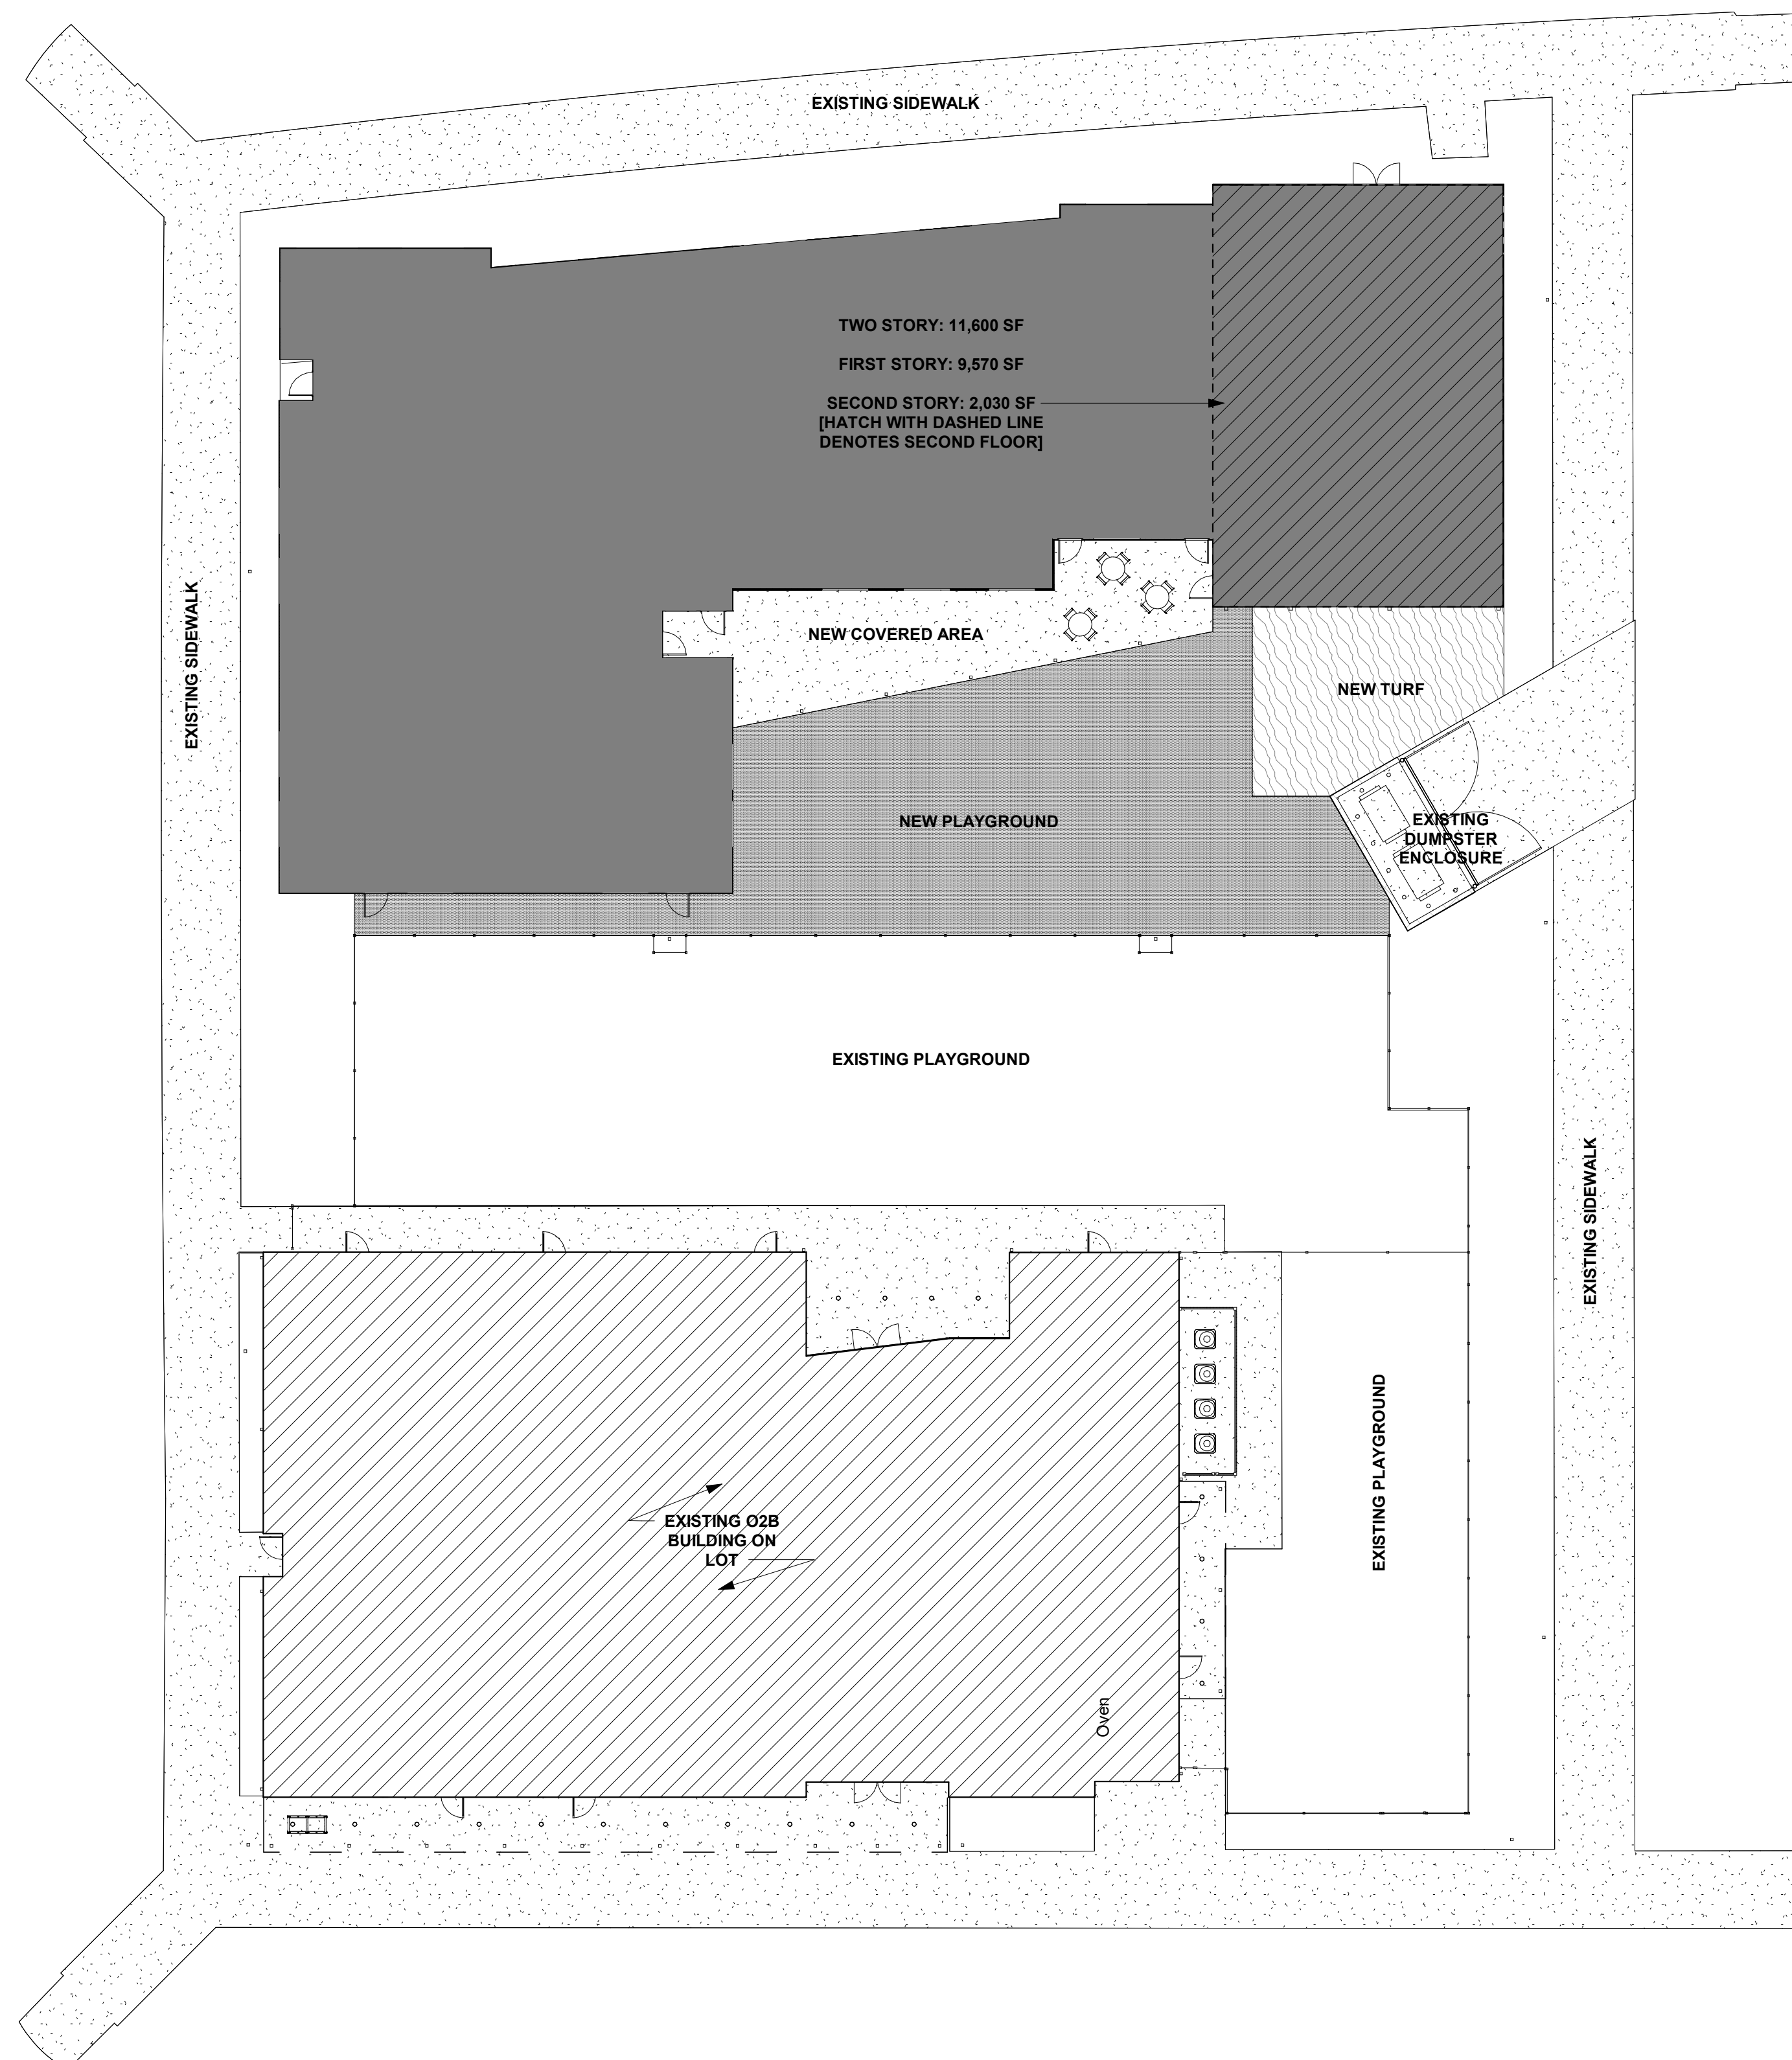 EXISTING SIDEWALK
TWO STORY: 11,600 SF
FIRST STORY: 9,570 SF
SECOND STORY: 2,030 SF
[HATCH WITH DASHED LINE
DENOTES SECOND FLOOR]
EXISTING SIDEWALK
NEW COVERED AREA
NEW TURF
NEW PLAYGROUND
EXISTING
DUMPSTER
ENCLOSURE
EXISTING PLAYGROUND
EXISTING SIDEWALK
EXISTING PLAYGROUND
EXISTING O2B
BUILDING ON
LOT
Oven